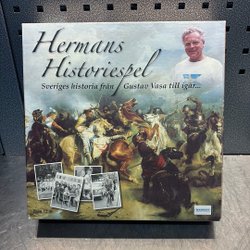 Hermans
Historiespel
Sveriges historia från Gustav Vasa till igår...